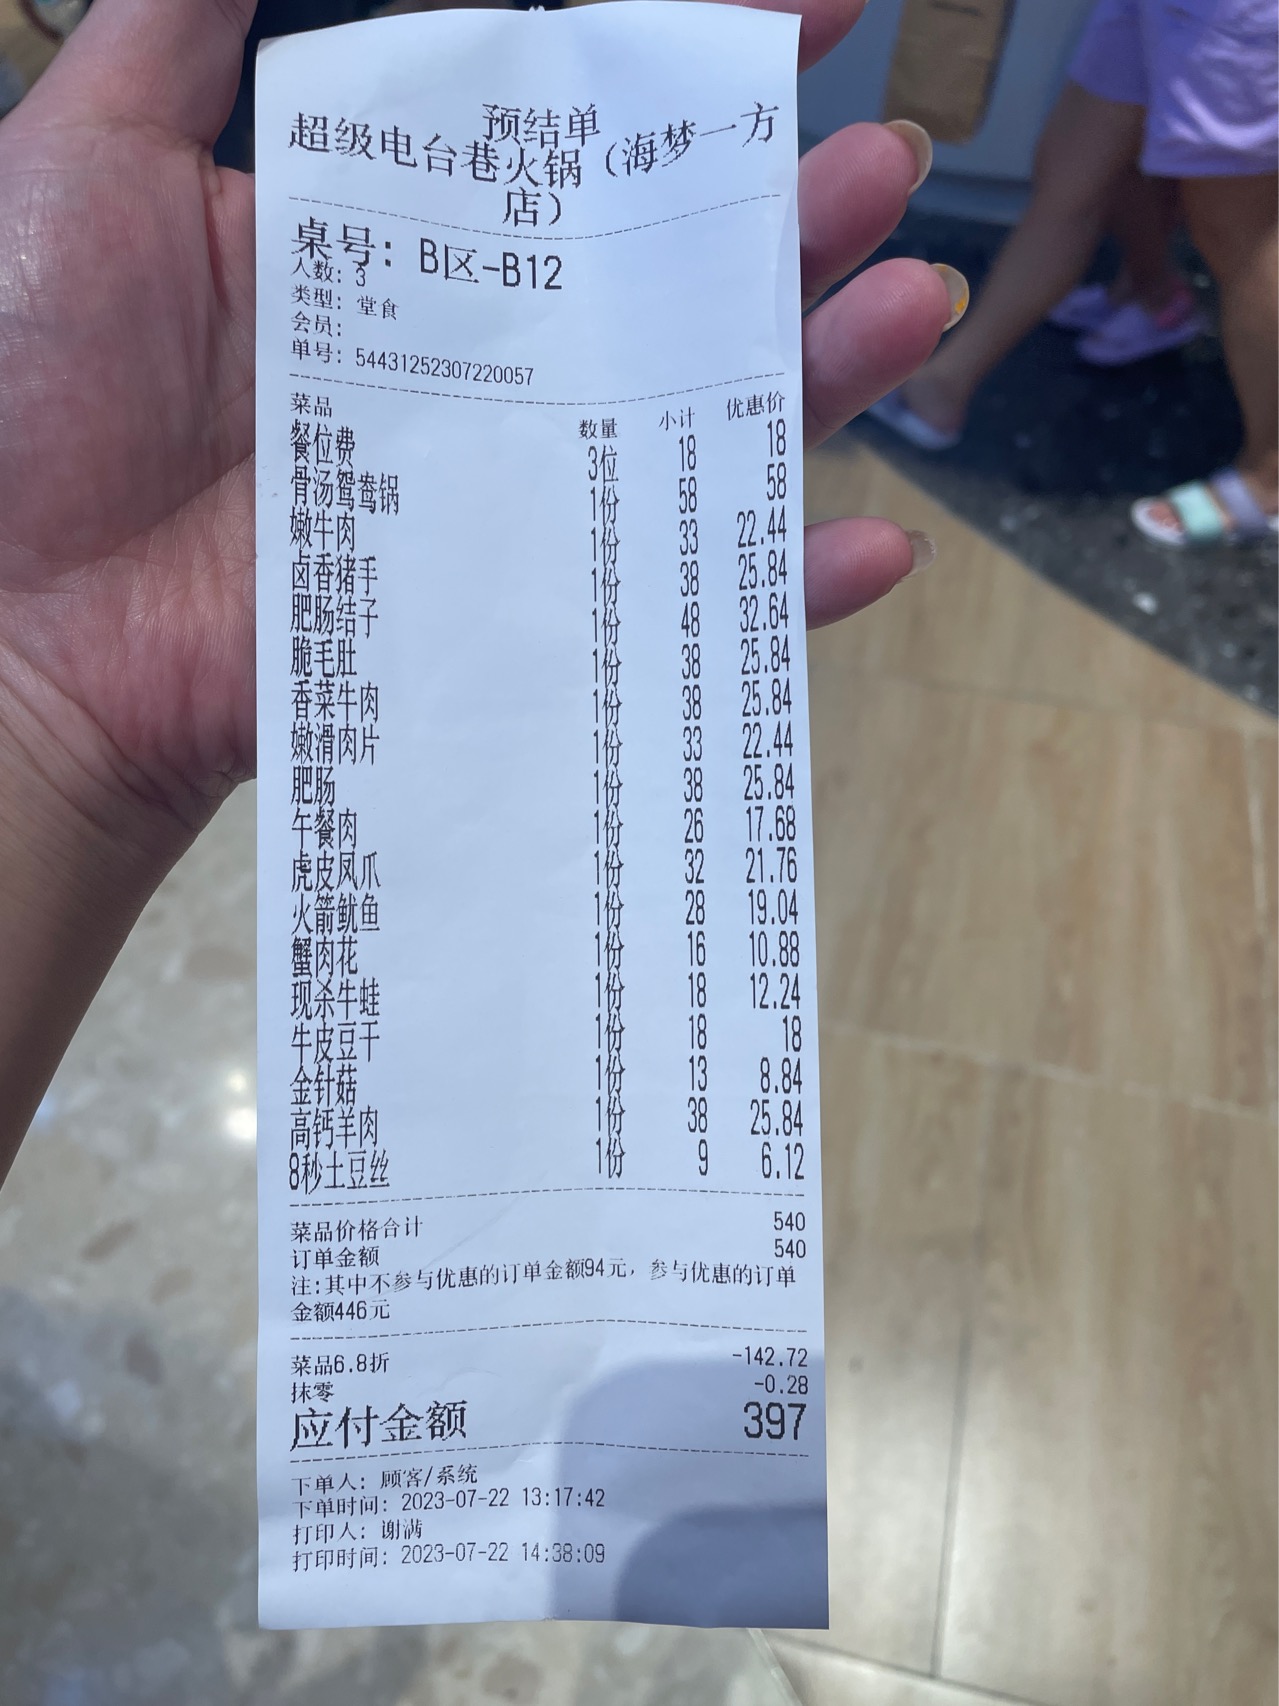 预结单
超级电台巷火锅（海梦一方
店）
桌号：B区-B12
人数：3
类型：堂食
会员：
单号：54431252307220057
菜品 数量 小计 优惠价
餐位费 3位 18 18
骨汤鸳鸯锅 1份 58 58
嫩牛肉 1份 33 22.44
卤香猪手 1份 38 25.84
肥肠结子 1份 48 32.64
脆毛肚 1份 38 25.84
香菜牛肉 1份 38 25.84
嫩滑肉片 1份 33 22.44
肥肠 1份 38 25.84
午餐肉 1份 26 17.68
虎皮凤爪 1份 32 21.76
火箭鱿鱼 1份 28 19.04
蟹肉花 1份 16 10.88
现杀牛蛙 1份 18 12.24
牛皮豆干 1份 18 18
金针菇 1份 13 8.84
高钙羊肉 1份 38 25.84
8秒土豆丝 1份 9 6.12
菜品价格合计 540
订单金额 540
注:其中不参与优惠的订单金额94元，参与优惠的订单
金额446元
菜品6.8折 -142.72
抹零 -0.28
应付金额 397
下单人：顾客/系统
下单时间：2023-07-22 13:17:42
打印人：谢满
打印时间：2023-07-22 14:38:09